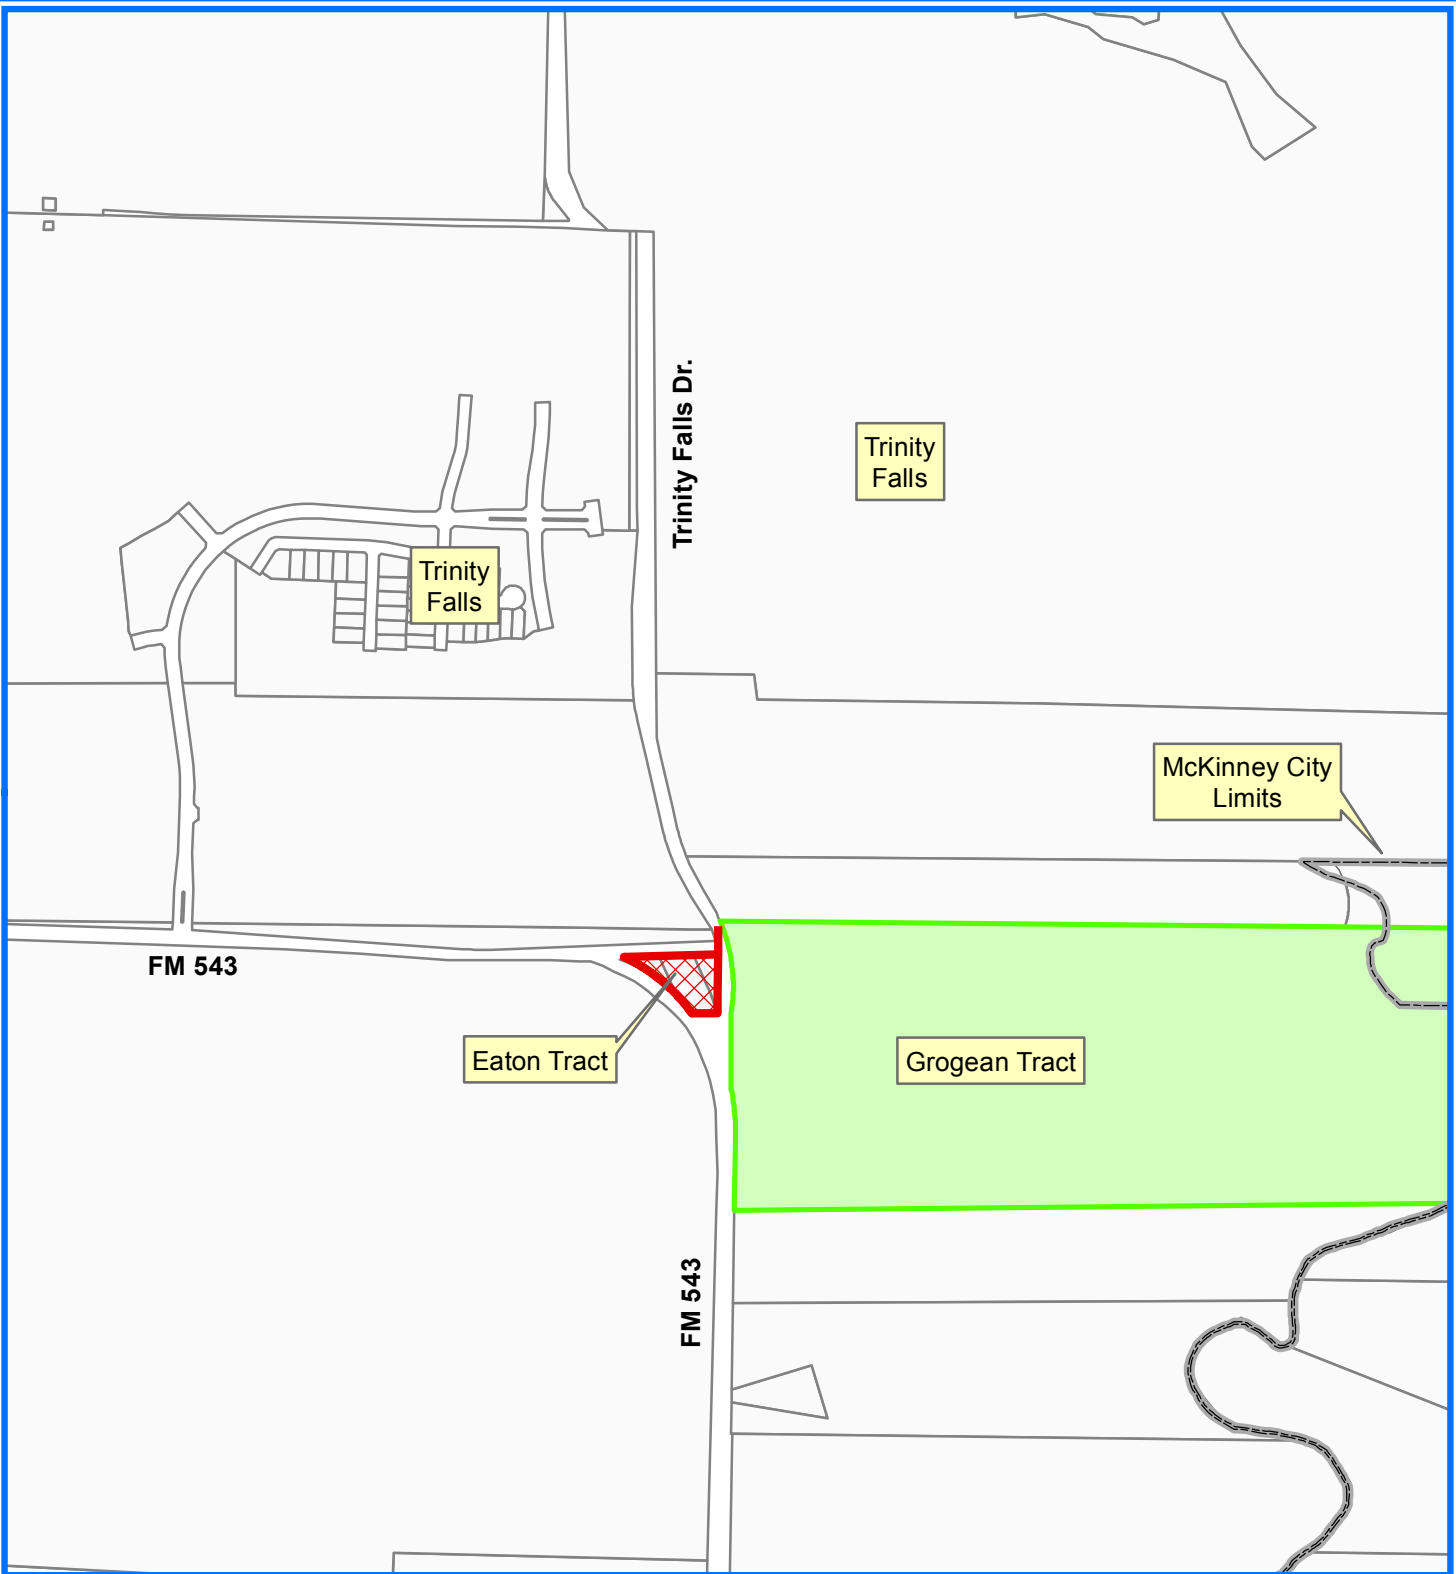 Trinity Falls Dr.
Trinity
Falls
Trinity
Falls
McKinney City
Limits
FM 543
Eaton Tract
Grogean Tract
FM 543